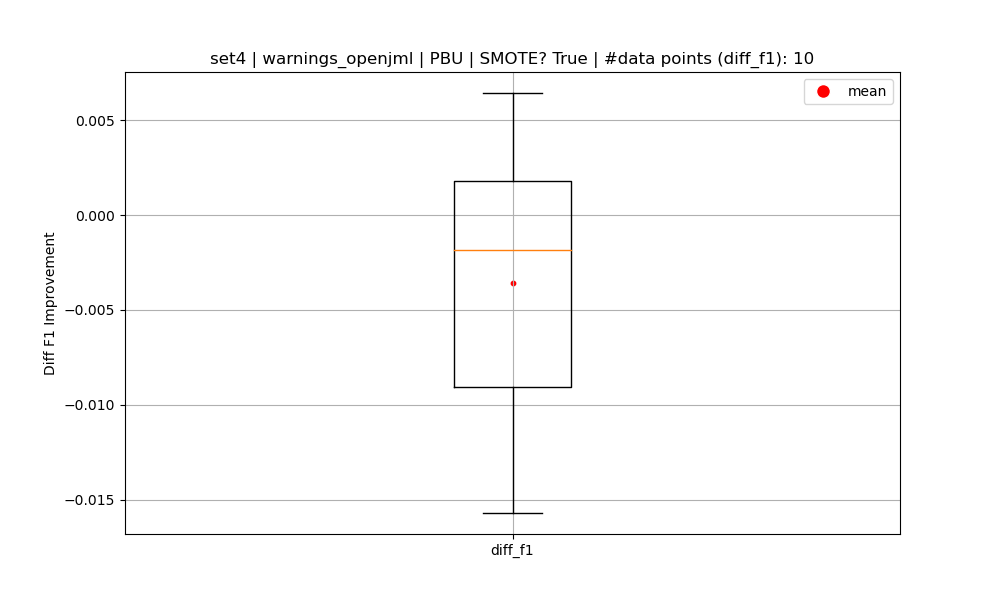 set4 | warnings_openjml | PBU | SMOTE? True | #data points (diff_f1): 10
mean
0.005
0.000
−0.005
−0.010
−0.015
Diff F1 Improvement
diff_f1